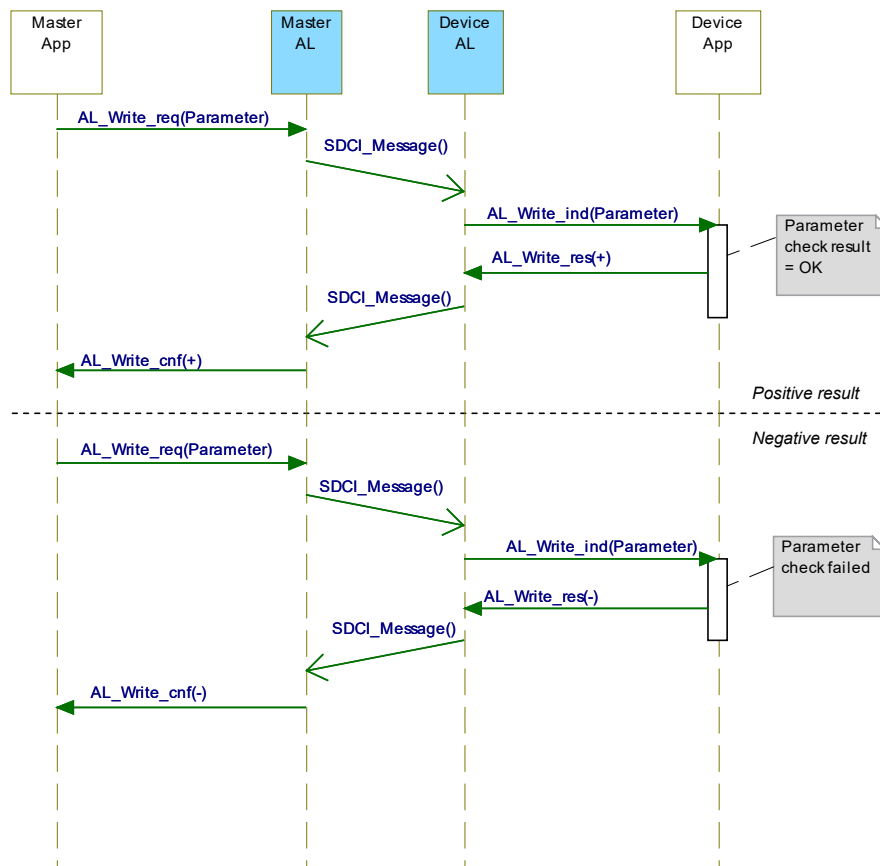 Master
App
Master
AL
Device
AL
Device
App
AL_Write_req(Parameter)
SDCI_Message()
AL_Write_ind(Parameter)
Parameter
check result
= OK
AL_Write_res(+)
SDCI_Message()
AL_Write_cnf(+)
Positive result
Negative result
AL_Write_req(Parameter)
SDCI_Message()
AL_Write_ind(Parameter)
Parameter
check failed
AL_Write_res(-)
SDCI_Message()
AL_Write_cnf(-)